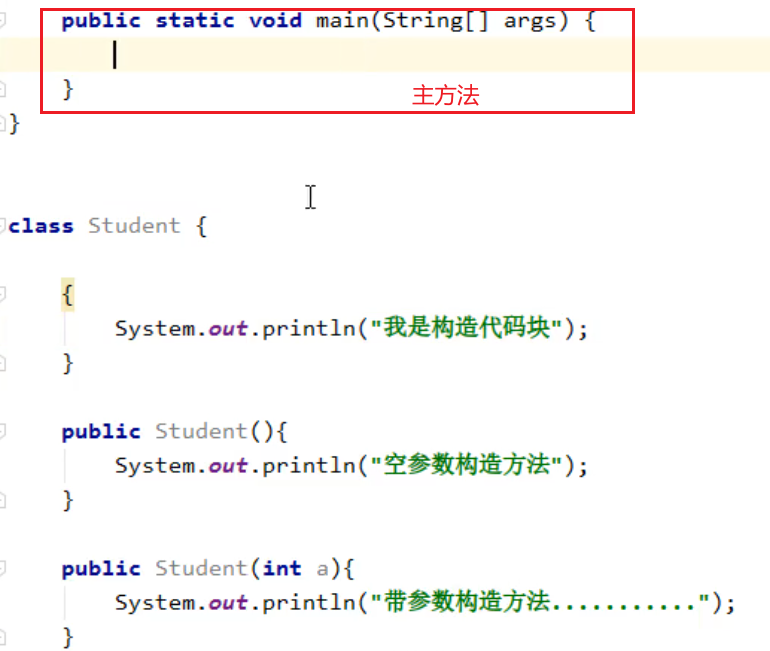 public static void main(String[] args) {
}
主方法
}
class Student {
{
System.out.println("我是构造代码块");
}
public Student(){
System.out.println("空参数构造方法");
}
public Student(int a){
System.out.println("带参数构造方法...........");
}